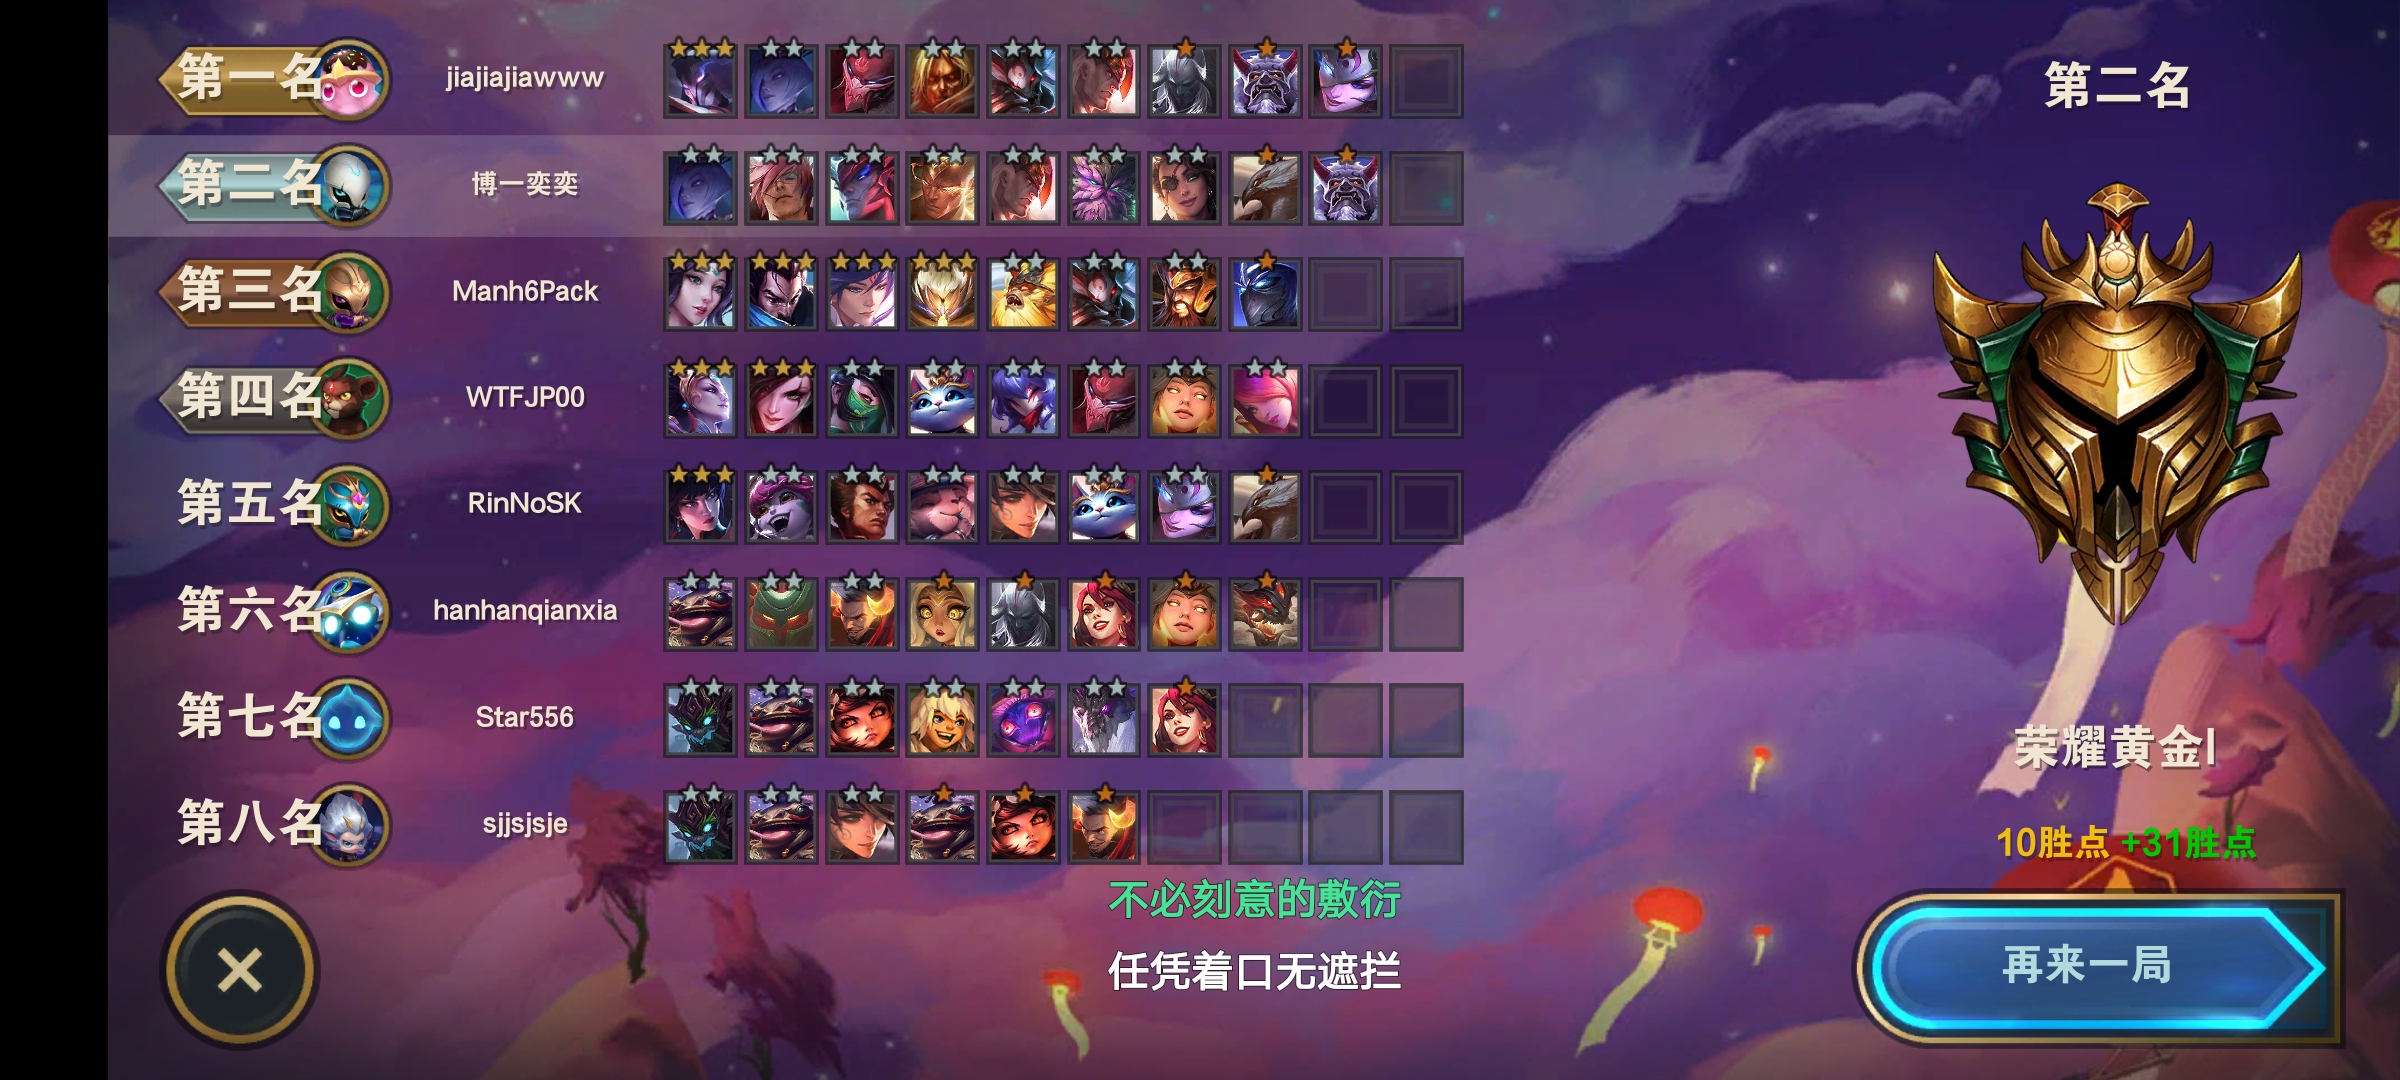 第一名 jiajiajiawww
第二名
第二名 博一奕奕
第三名 Manh6Pack
第四名 WTFJP00
第五名 RinNoSK
第六名 hanhanqianxia
第七名 Star556
荣耀黄金I
第八名 sjjsjsje
10胜点 +31胜点
不必刻意的敷衍
任凭着口无遮拦
再来一局